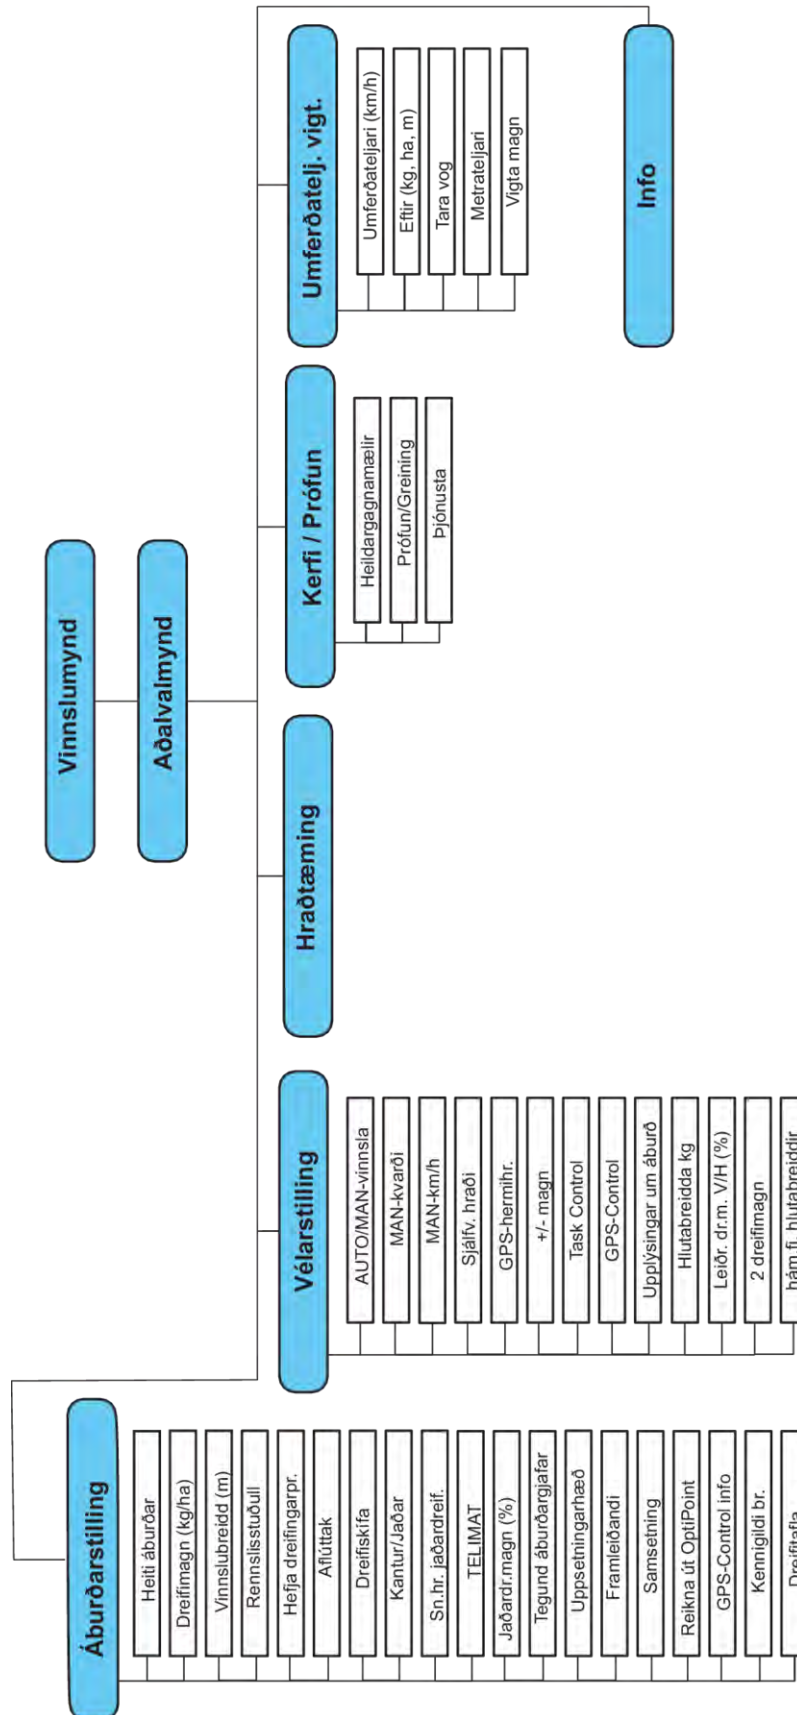 Vinnslumynd
Aðalvalmynd
Áburðarstilling
Heiti áburðar
Dreifimagn (kg/ha)
Vinnslubreidd (m)
Rennslisstuðull
Hefja dreifingarpr.
Aflúttak
Dreifiskífa
Kantur/Jaðar
Sn.hr. jaðardreif.
TELIMAT
Jaðardr.magn (%)
Tegund áburðargjafar
Uppsetningarhæð
Framleiðandi
Samsetning
Reikna út OptiPoint
GPS-Control info
Kennigildi br.
Dreifitafla
Vélarstilling
AUTO/MAN-vinnsla
MAN-kvarði
MAN-km/h
Sjálfv. hraði
GPS-hermihr.
+/- magn
Task Control
GPS-Control
Upplýsingar um áburð
Hlutabreidda kg
Leiðr. dr.m. V/H (%)
2 dreifimagn
hám.fj. hlutabreiddir
Hraðtæming
Kerfi / Prófun
Heildargagnamælir
Prófun/Greining
Þjónusta
Umferðatelj. vigt.
Umferðateljari (km/h)
Eftir (kg, ha, m)
Tara vog
Metrateljari
Vigta magn
Info